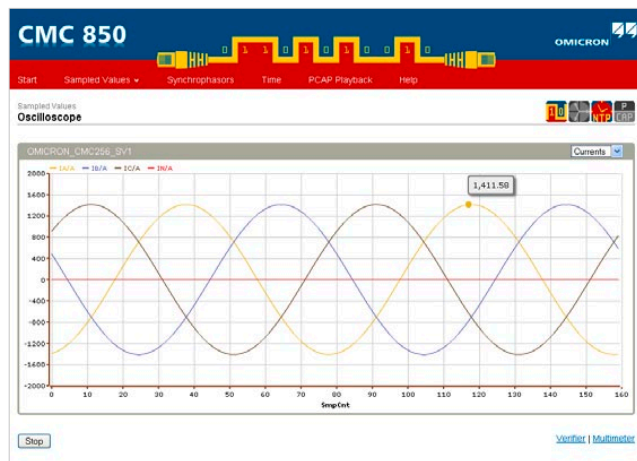 CMC 850
1 1 0 1 0 1 0
OMICRON
Start Sampled Values Synchrophasors Time PCAP Playback Help
Sampled Values
Oscilloscope
1 0 NTP P CAP
OMICRON_CMC256_SV1 Currents
IA/A IB/A IC/A IN/A
2000
1,411.58
1600
1200
800
400
0
-400
-800
-1200
-1600
-2000
0 10 20 30 40 50 60 70 80 90 100 110 120 130 140 150 160
SmpCnt
Stop Verifier | Multimeter